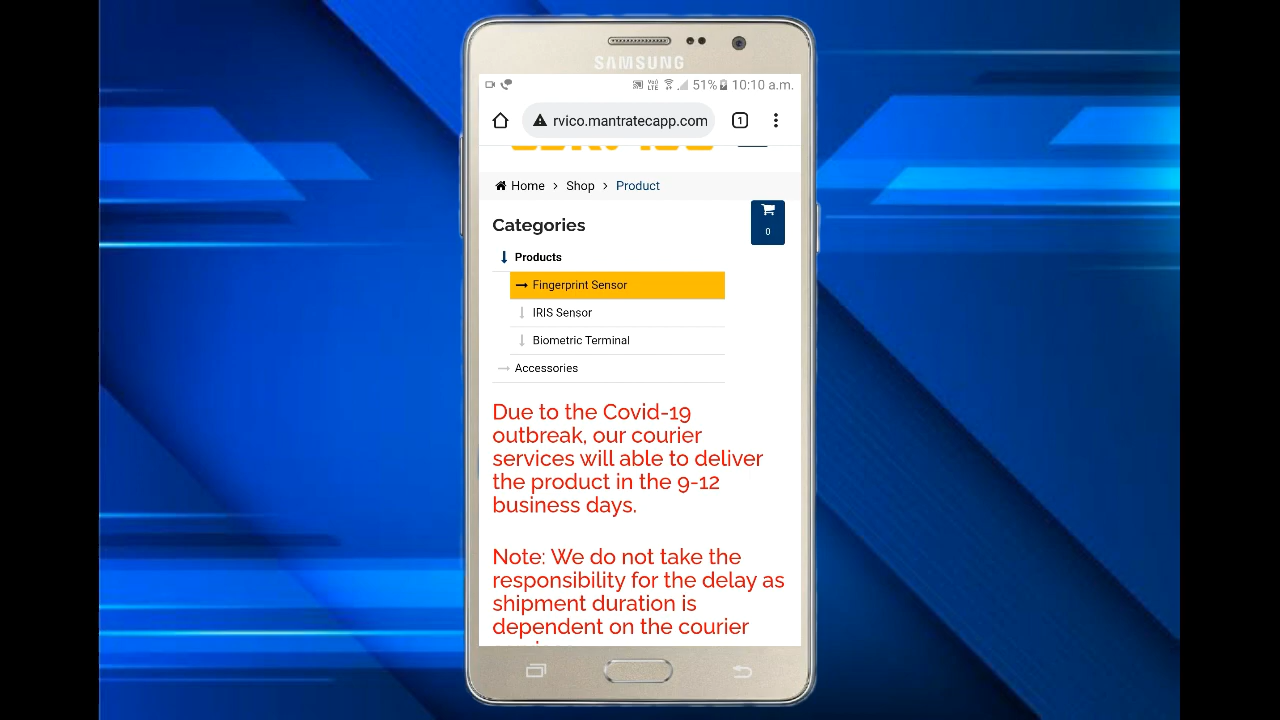 SAMSUNG
51% 10:10 a.m.
rvico.mantratecapp.com 1
Home > Shop > Product
Categories
0
Products
Fingerprint Sensor
IRIS Sensor
Biometric Terminal
Accessories
Due to the Covid-19
outbreak, our courier
services will able to deliver
the product in the 9-12
business days.
Note: We do not take the
responsibility for the delay as
shipment duration is
dependent on the courier